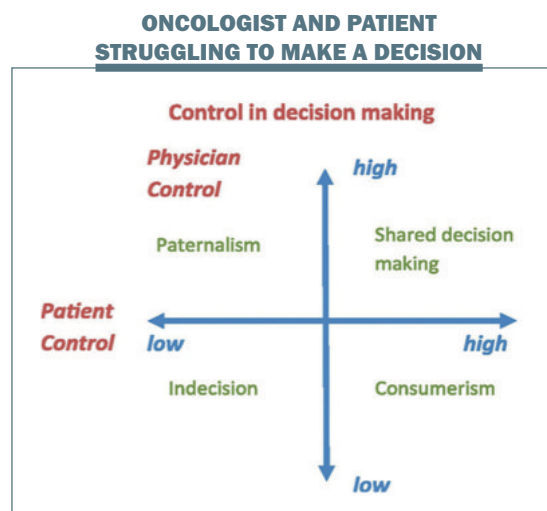 ONCOLOGIST AND PATIENT
STRUGGLING TO MAKE A DECISION
Control in decision making
Physician
Control
high
Paternalism
Shared decision
making
Patient
Control
low
high
Indecision
Consumerism
low